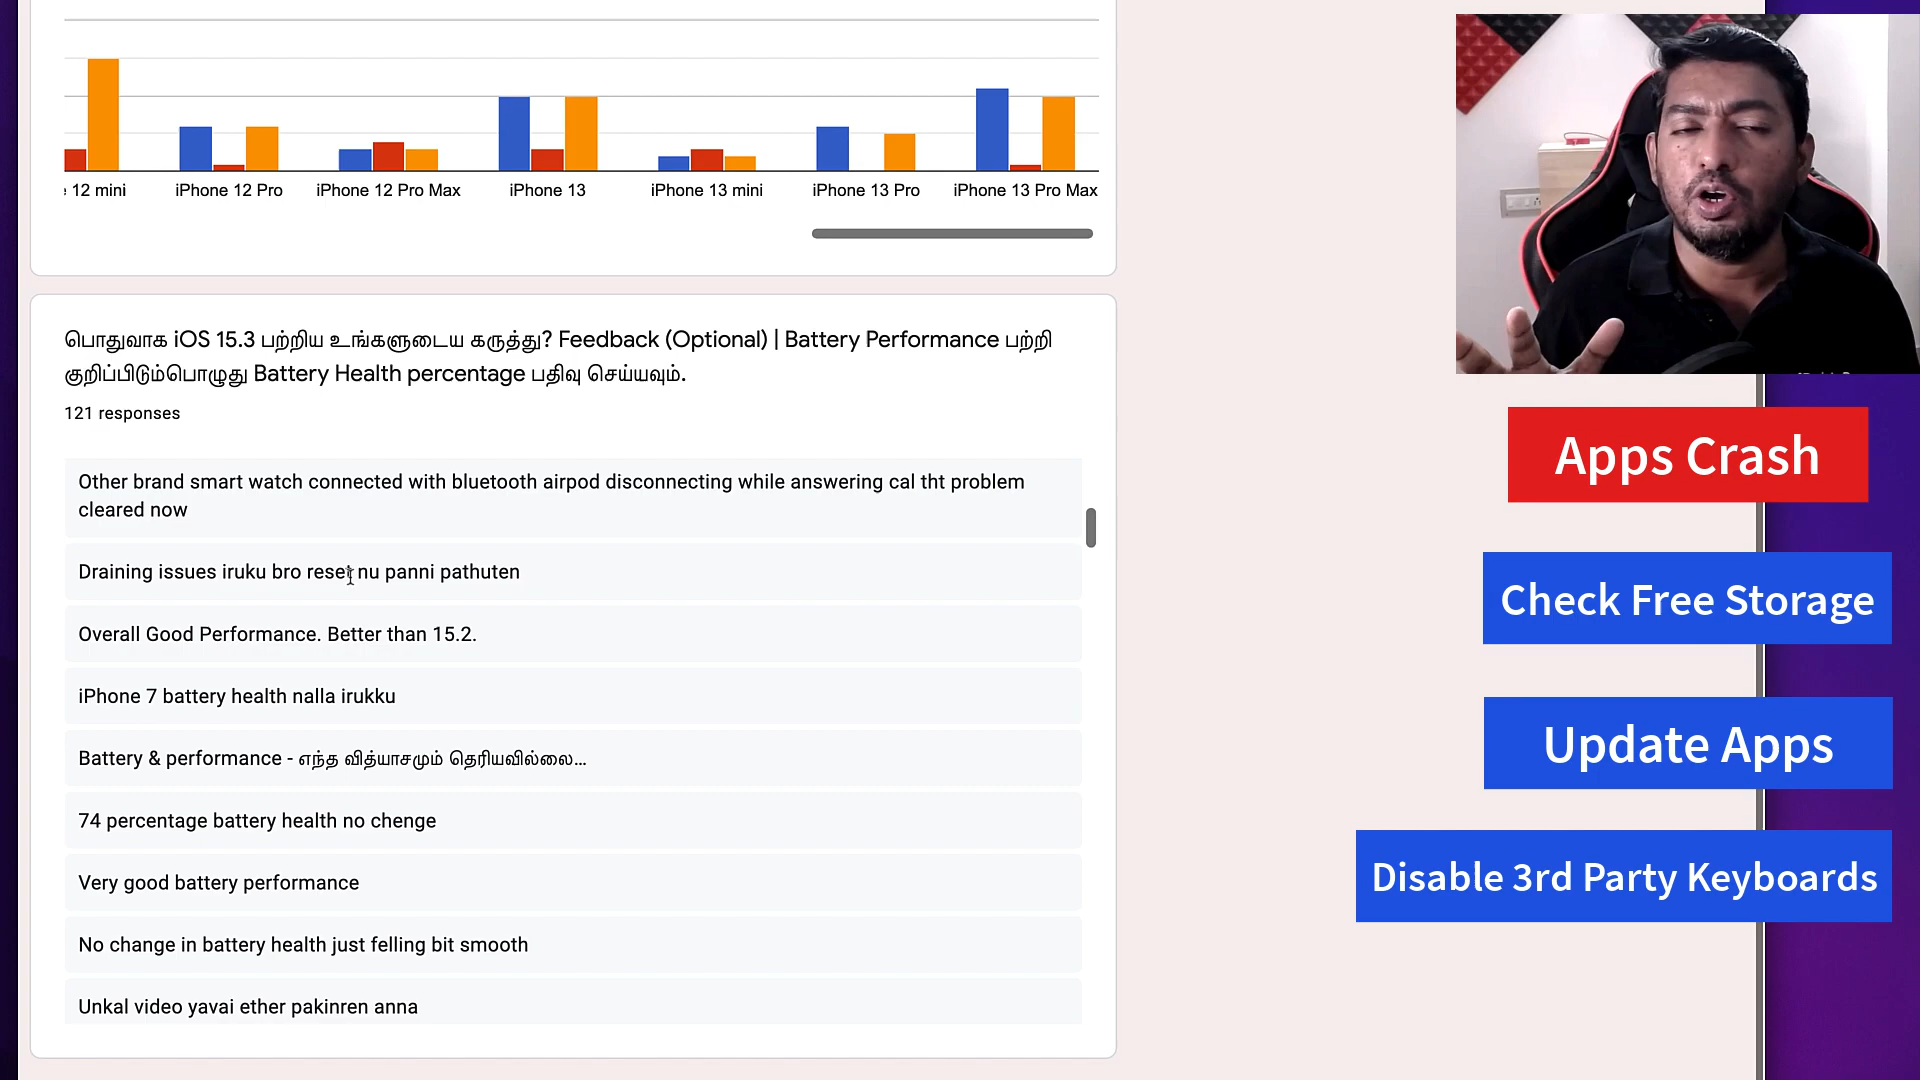 12 mini
iPhone 12 Pro
iPhone 12 Pro Max
iPhone 13
iPhone 13 mini
iPhone 13 Pro
iPhone 13 Pro Max
பொதுவாக iOS 15.3 பற்றிய உங்களுடைய கருத்து? Feedback (Optional) | Battery Performance பற்றி
குறிப்பிடும்பொழுது Battery Health percentage பதிவு செய்யவும்.
121 responses
Other brand smart watch connected with bluetooth airpod disconnecting while answering cal tht problem
cleared now
Draining issues iruku bro reset nu panni pathuten
Overall Good Performance. Better than 15.2.
iPhone 7 battery health nalla irukku
Battery & performance - எந்த வித்யாசமும் தெரியவில்லை...
74 percentage battery health no chenge
Very good battery performance
No change in battery health just felling bit smooth
Unkal video yavai ether pakinren anna
Apps Crash
Check Free Storage
Update Apps
Disable 3rd Party Keyboards